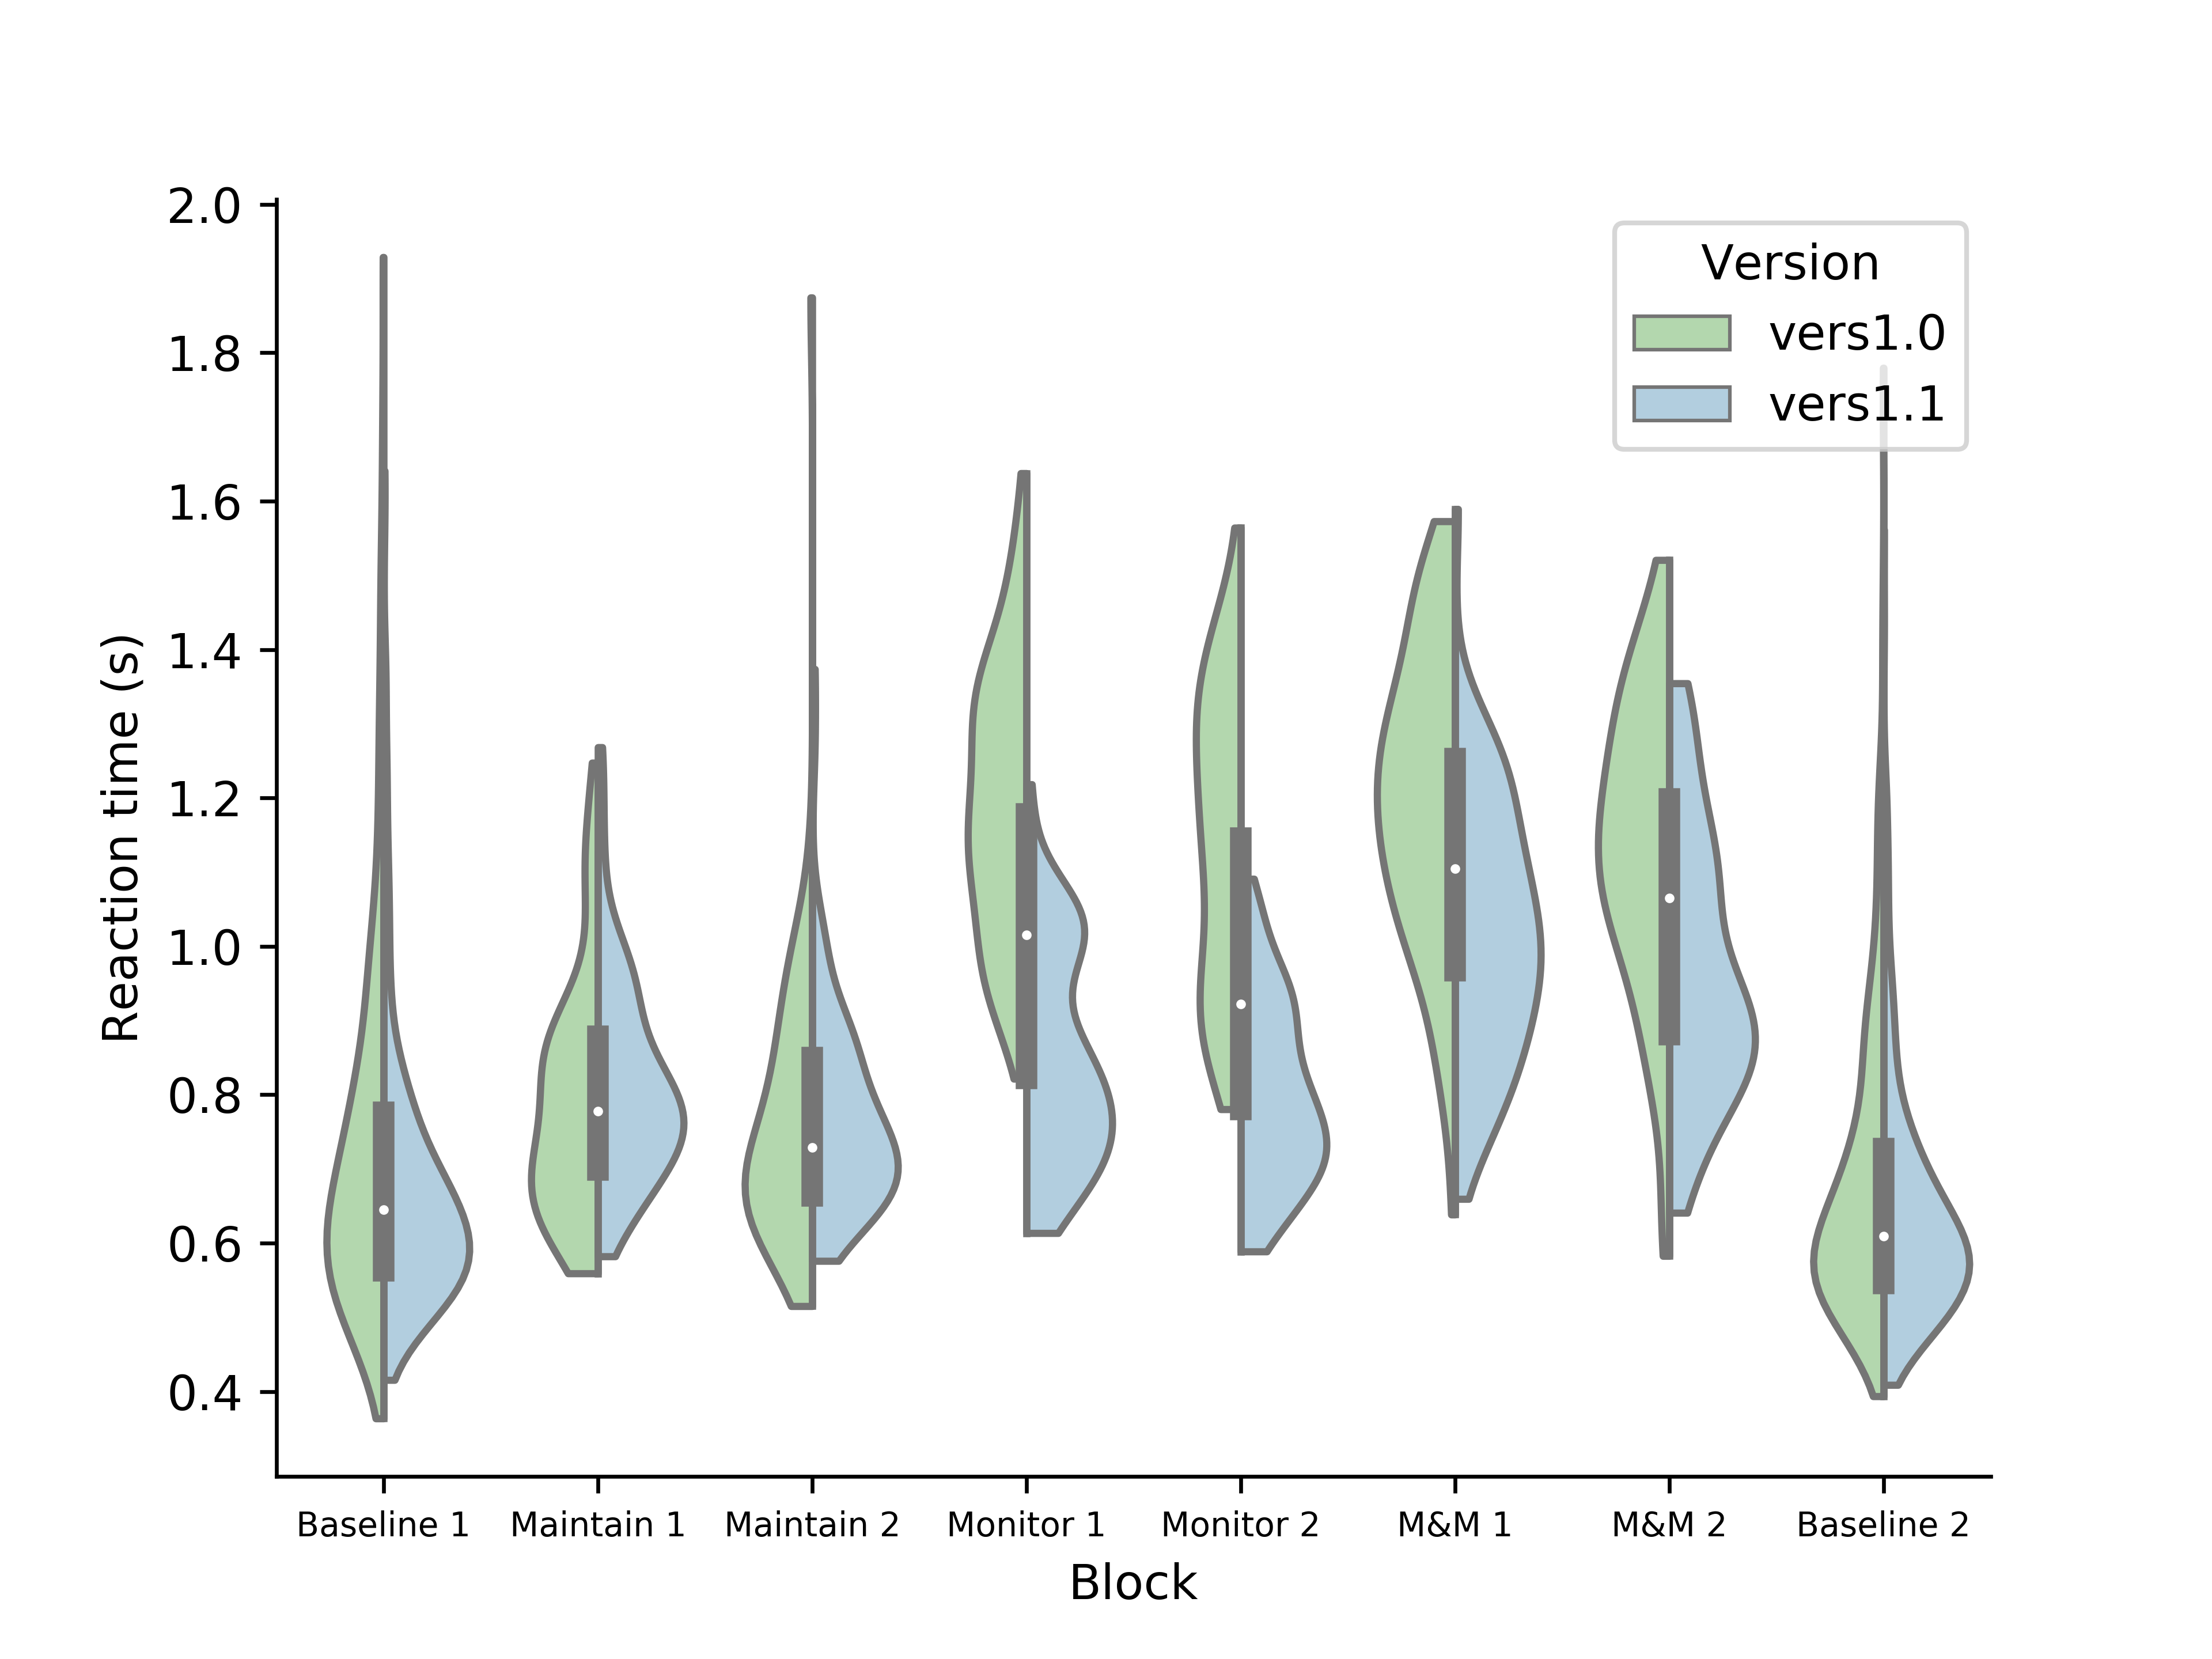 2.0
1.8
1.6
1.4
1.2
1.0
0.8
0.6
0.4
Reaction time (s)
Version
vers1.0
vers1.1
Baseline 1
Maintain 1
Maintain 2
Monitor 1
Monitor 2
M&M 1
M&M 2
Baseline 2
Block